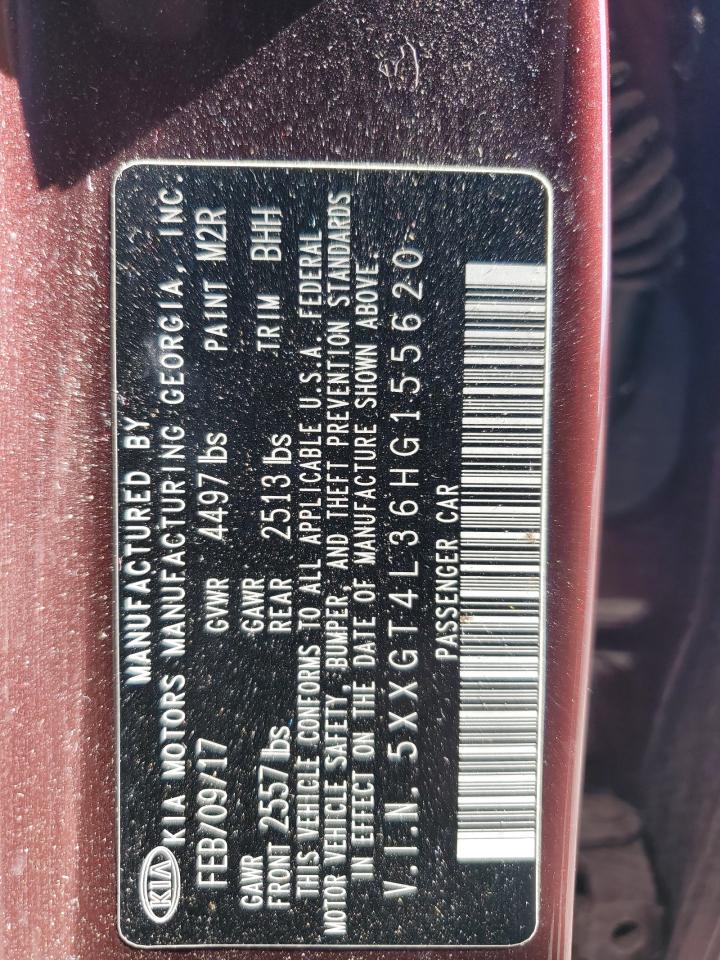 KIA
MANUFACTURED BY
KIA MOTORS MANUFACTURING GEORGIA, INC.
FEB/09/17 GVWR 4497 lbs PAINT M2R
GAWR FRONT 2557 lbs GAWR REAR 2513 lbs TRIM BHH
THIS VEHICLE CONFORMS TO ALL APPLICABLE U.S.A. FEDERAL
MOTOR VEHICLE SAFETY, BUMPER, AND THEFT PREVENTION STANDARDS
IN EFFECT ON THE DATE OF MANUFACTURE SHOWN ABOVE.
V.I.N. 5XXGT4L36HG155620
PASSENGER CAR